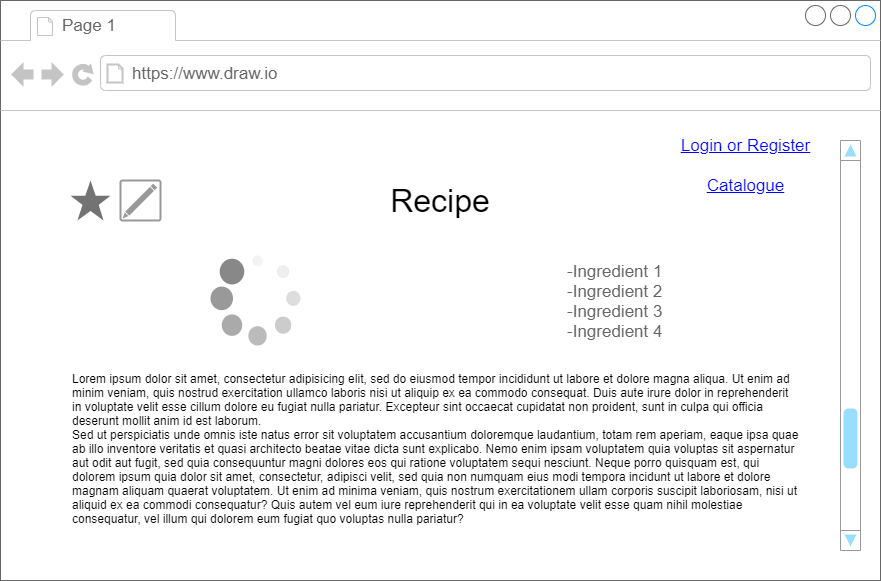 Page 1
https://www.draw.io
Login or Register
Catalogue
Recipe
-Ingredient 1
-Ingredient 2
-Ingredient 3
-Ingredient 4
Lorem ipsum dolor sit amet, consectetur adipisicing elit, sed do eiusmod tempor incididunt ut labore et dolore magna aliqua. Ut enim ad
minim veniam, quis nostrud exercitation ullamco laboris nisi ut aliquip ex ea commodo consequat. Duis aute irure dolor in reprehenderit
in voluptate velit esse cillum dolore eu fugiat nulla pariatur. Excepteur sint occaecat cupidatat non proident, sunt in culpa qui officia
deserunt mollit anim id est laborum.
Sed ut perspiciatis unde omnis iste natus error sit voluptatem accusantium doloremque laudantium, totam rem aperiam, eaque ipsa quae
ab illo inventore veritatis et quasi architecto beatae vitae dicta sunt explicabo. Nemo enim ipsam voluptatem quia voluptas sit aspernatur
aut odit aut fugit, sed quia consequuntur magni dolores eos qui ratione voluptatem sequi nesciunt. Neque porro quisquam est, qui
dolorem ipsum quia dolor sit amet, consectetur, adipisci velit, sed quia non numquam eius modi tempora incidunt ut labore et dolore
magnam aliquam quaerat voluptatem. Ut enim ad minima veniam, quis nostrum exercitationem ullam corporis suscipit laboriosam, nisi ut
aliquid ex ea commodi consequatur? Quis autem vel eum iure reprehenderit qui in ea voluptate velit esse quam nihil molestiae
consequatur, vel illum qui dolorem eum fugiat quo voluptas nulla pariatur?